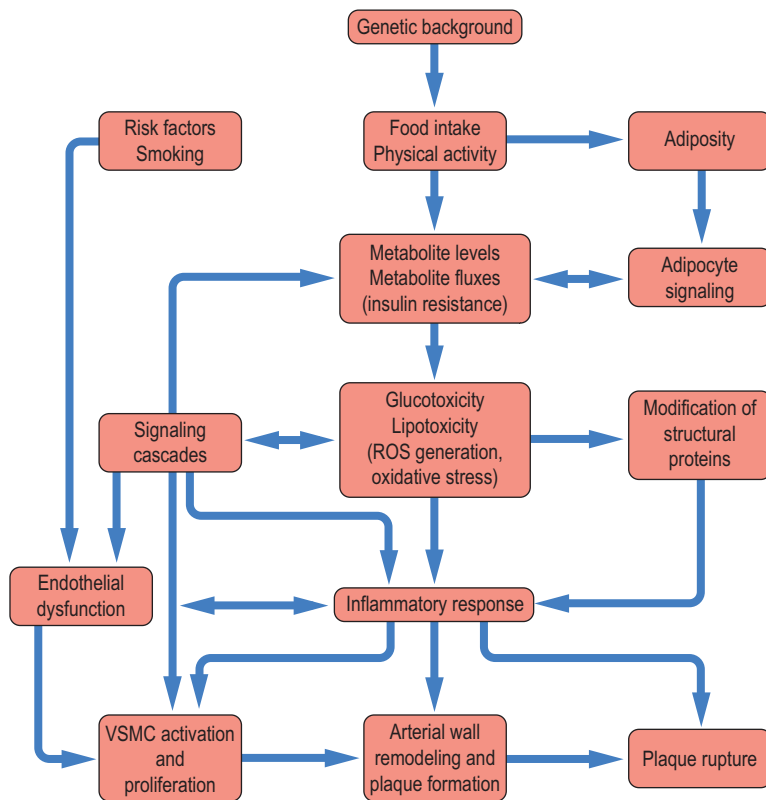 Genetic background
Risk factors
Smoking
Food intake
Physical activity
Adiposity
Metabolite levels
Metabolite fluxes
(insulin resistance)
Adipocyte
signaling
Signaling
cascades
Glucotoxicity
Lipotoxicity
(ROS generation,
oxidative stress)
Modification of
structural
proteins
Endothelial
dysfunction
Inflammatory response
VSMC activation
and
proliferation
Arterial wall
remodeling and
plaque formation
Plaque rupture